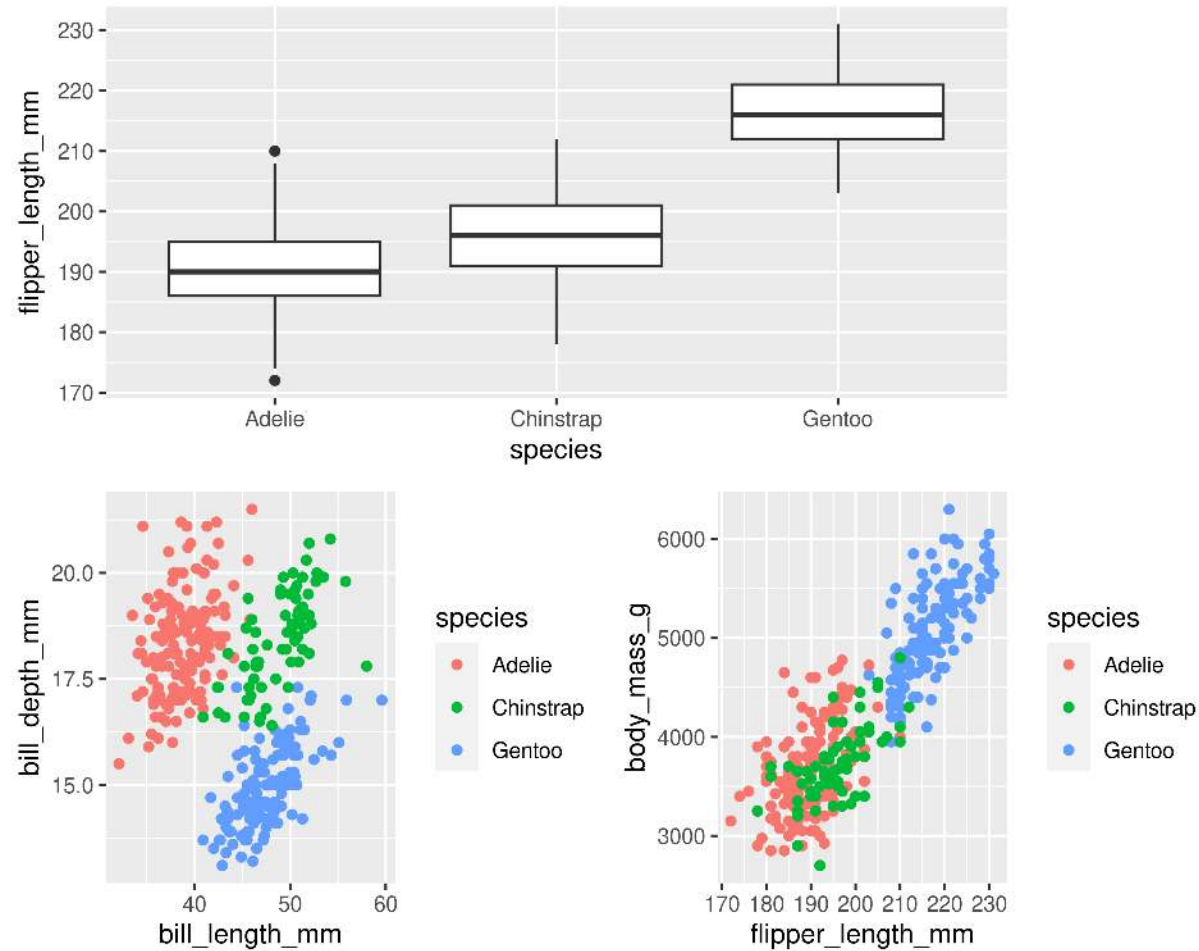 flipper_length_mm
230
220
210
200
190
180
170
Adelie Chinstrap Gentoo
species
bill_depth_mm
20.0
17.5
15.0
40 50 60
bill_length_mm
species
Adelie
Chinstrap
Gentoo
body_mass_g
6000
5000
4000
3000
170 180 190 200 210 220 230
flipper_length_mm
species
Adelie
Chinstrap
Gentoo